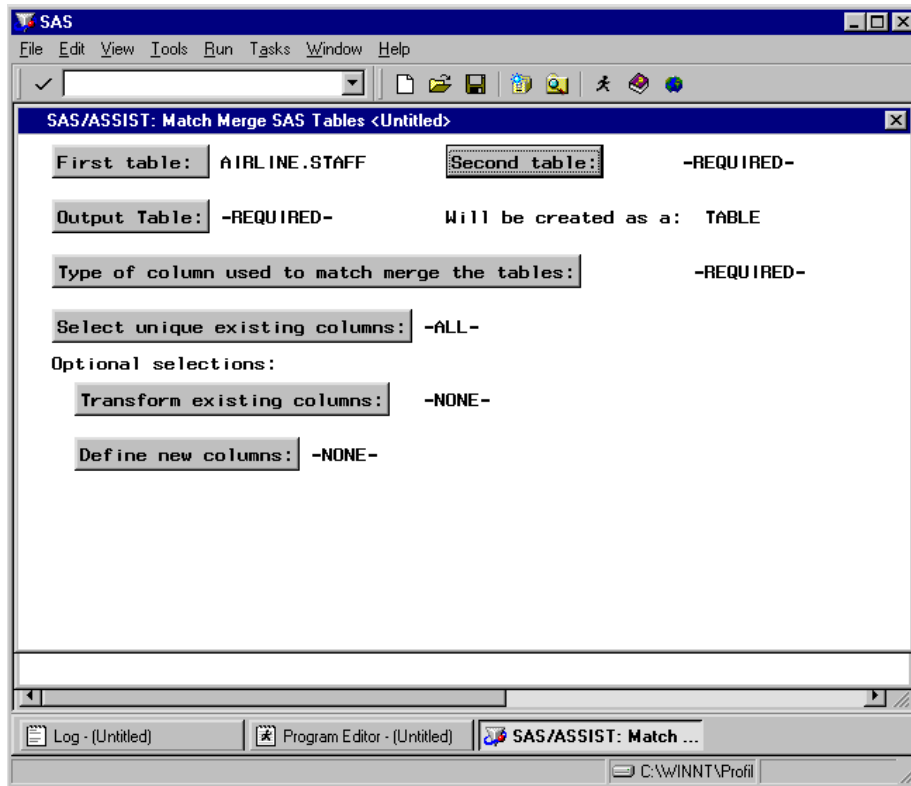 SAS
File Edit View Tools Run Tasks Window Help
SAS/ASSIST: Match Merge SAS Tables <Untitled>
First table: AIRLINE.STAFF Second table: -REQUIRED-
Output Table: -REQUIRED- Will be created as a: TABLE
Type of column used to match merge the tables: -REQUIRED-
Select unique existing columns: -ALL-
Optional selections:
Transform existing columns: -NONE-
Define new columns: -NONE-
Log - (Untitled) Program Editor - (Untitled) SAS/ASSIST: Match ...
C:\WINNT\Profil